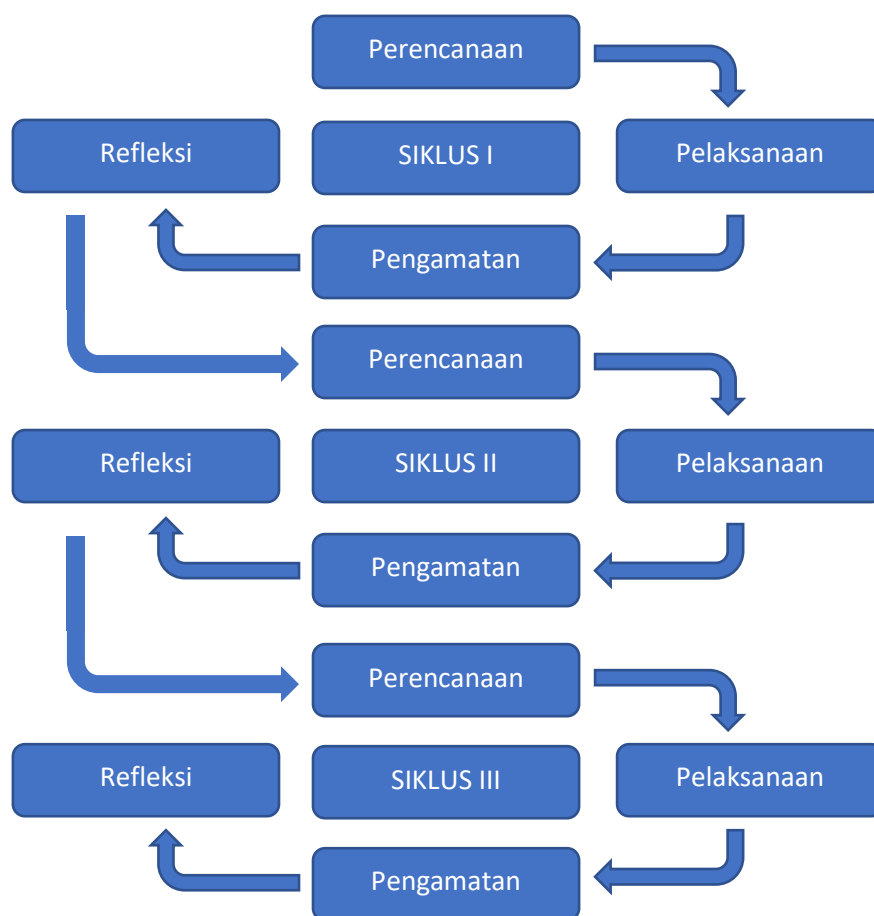 Perencanaan
Refleksi
SIKLUS I
Pelaksanaan
Pengamatan
Perencanaan
Refleksi
SIKLUS II
Pelaksanaan
Pengamatan
Perencanaan
Refleksi
SIKLUS III
Pelaksanaan
Pengamatan